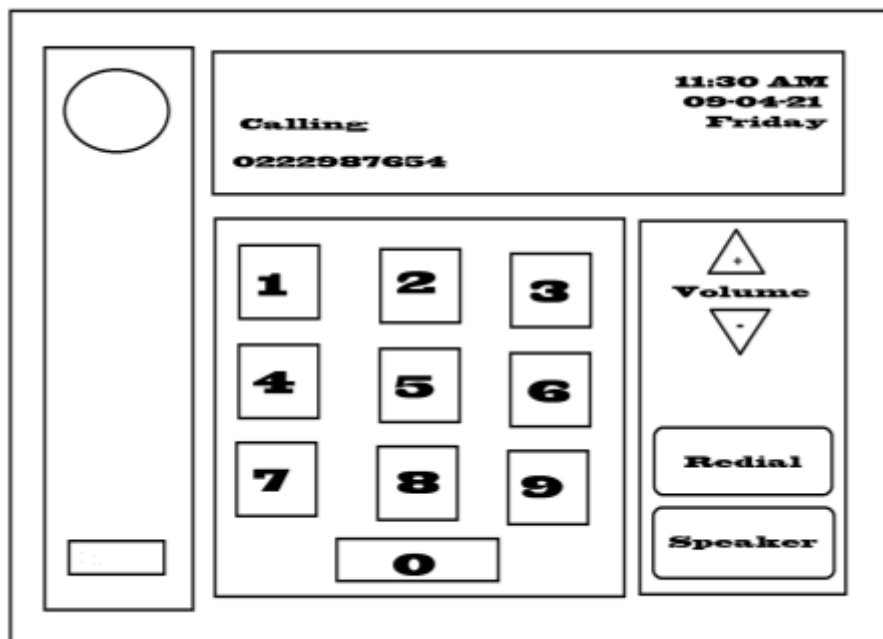 11:30 AM
09-04-21
Friday
Calling
0222987654
1 2 3
4 5 6
7 8 9
0
+
Volume
-
Redial
Speaker